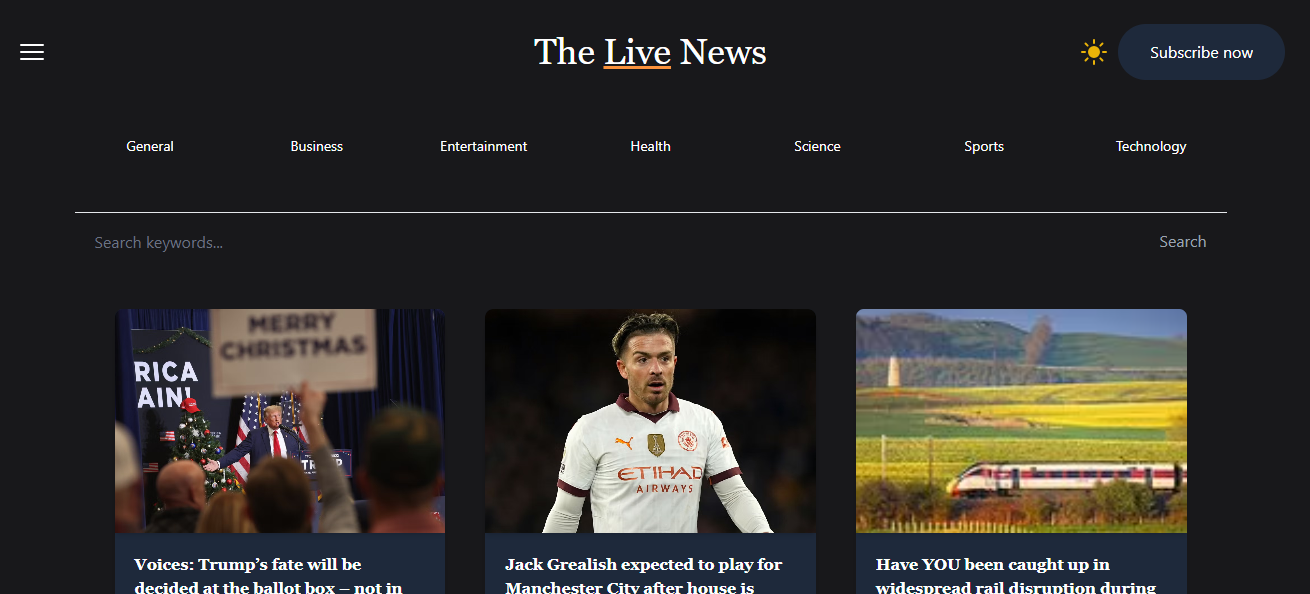 The Live News
Subscribe now
General
Business
Entertainment
Health
Science
Sports
Technology
Search keywords...
Search
MERRY
CHRISTMAS
RICA
AIN!
TRUMP
ETIHAD
AIRWAYS
Voices: Trump’s fate will be
decided at the ballot box – not in
Jack Grealish expected to play for
Manchester City after house is
Have YOU been caught up in
widespread rail disruption during